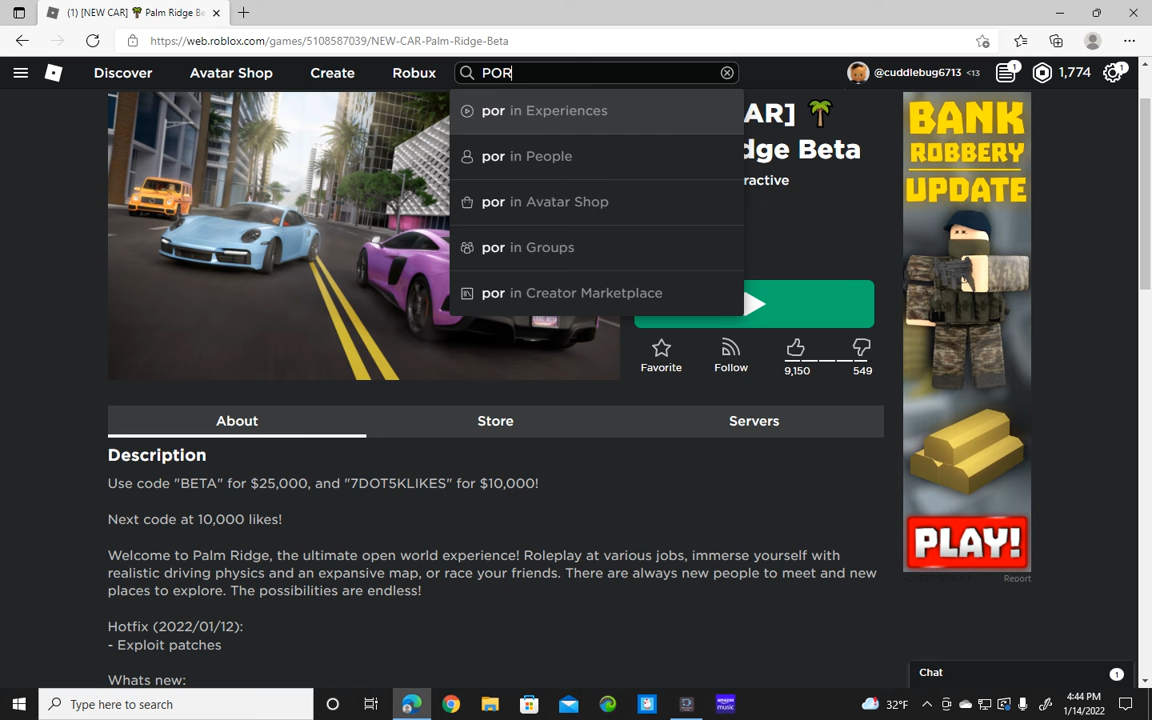 (1) [NEW CAR] 🌴 Palm Ridge Be
https://web.roblox.com/games/5108587039/NEW-CAR-Palm-Ridge-Beta
Discover
Avatar Shop
Create
Robux
POR
@cuddlebug6713 <13
1
1,774
1
por in Experiences
por in People
por in Avatar Shop
por in Groups
por in Creator Marketplace
AR] 🌴
dge Beta
ractive
Favorite
Follow
9,150
549
BANK
ROBBERY
UPDATE
PLAY!
ADVERTISEMENT
Report
About
Store
Servers
Description
Use code "BETA" for $25,000, and "7DOT5KLIKES" for $10,000!
Next code at 10,000 likes!
Welcome to Palm Ridge, the ultimate open world experience! Roleplay at various jobs, immerse yourself with
realistic driving physics and an expansive map, or race your friends. There are always new people to meet and new
places to explore. The possibilities are endless!
Hotfix (2022/01/12):
- Exploit patches
Whats new:
Chat
1
Type here to search
amazon
music
32°F
4:44 PM
1/14/2022